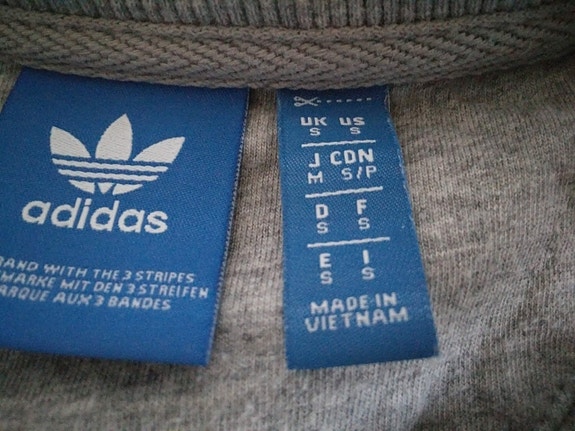 adidas
RAND WITH THE 3 STRIPES
MARKE MIT DEN 3 STREIFEN
ARQUE AUX 3 BANDES
UK US
S S
J CDN
M S/P
D F
S S
E I
S S
MADE IN
VIETNAM